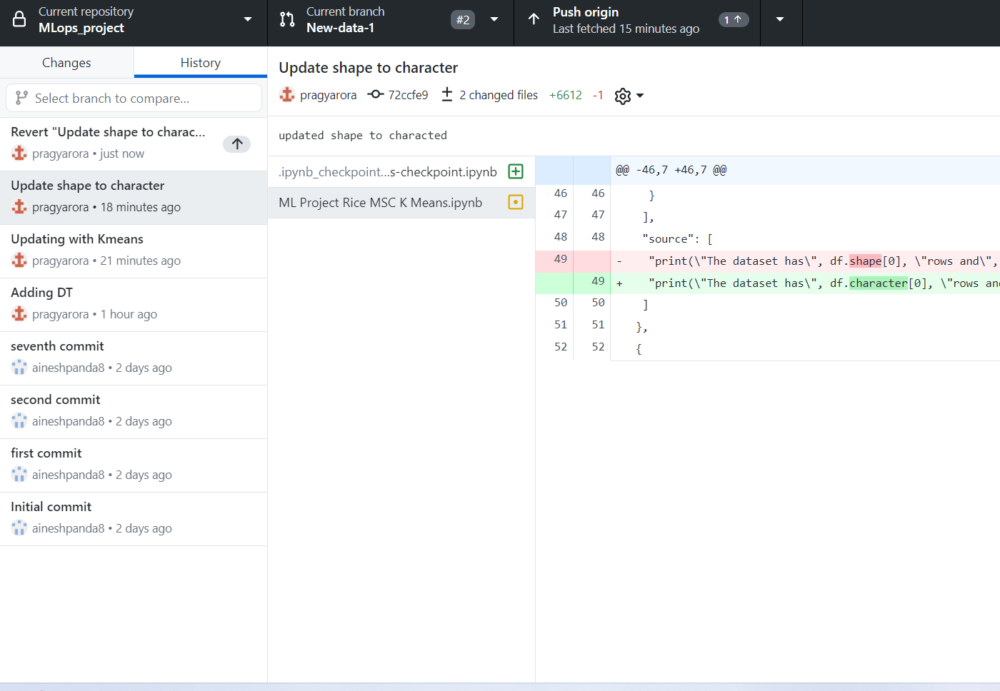 Current repository
MLops_project
Current branch
New-data-1
#2
Push origin
Last fetched 15 minutes ago
1
Changes
History
Select branch to compare...
Revert "Update shape to charac...
pragyarora • just now
Update shape to character
pragyarora • 18 minutes ago
Updating with Kmeans
pragyarora • 21 minutes ago
Adding DT
pragyarora • 1 hour ago
seventh commit
aineshpanda8 • 2 days ago
second commit
aineshpanda8 • 2 days ago
first commit
aineshpanda8 • 2 days ago
Initial commit
aineshpanda8 • 2 days ago
Update shape to character
pragyarora 72ccfe9 2 changed files +6612 -1
updated shape to characted
.ipynb_checkpoint...s-checkpoint.ipynb
ML Project Rice MSC K Means.ipynb
@@ -46,7 +46,7 @@
46 46 }
47 47 ],
48 48 "source": [
49 - "print(\"The dataset has\", df.shape[0], \"rows and\",
49 + "print(\"The dataset has\", df.character[0], \"rows and
50 50 ]
51 51 },
52 52 {